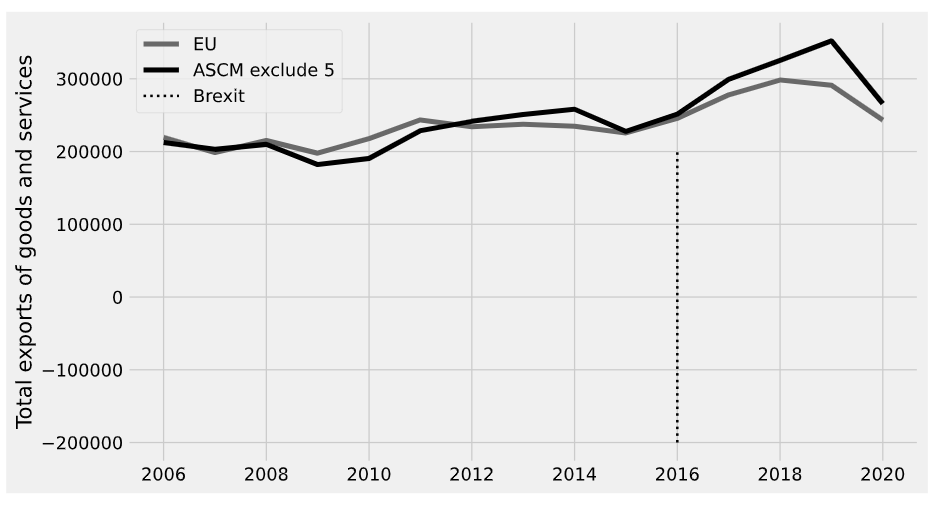 EU
ASCM exclude 5
Brexit
Total exports of goods and services
300000
200000
100000
0
−100000
−200000
2006 2008 2010 2012 2014 2016 2018 2020